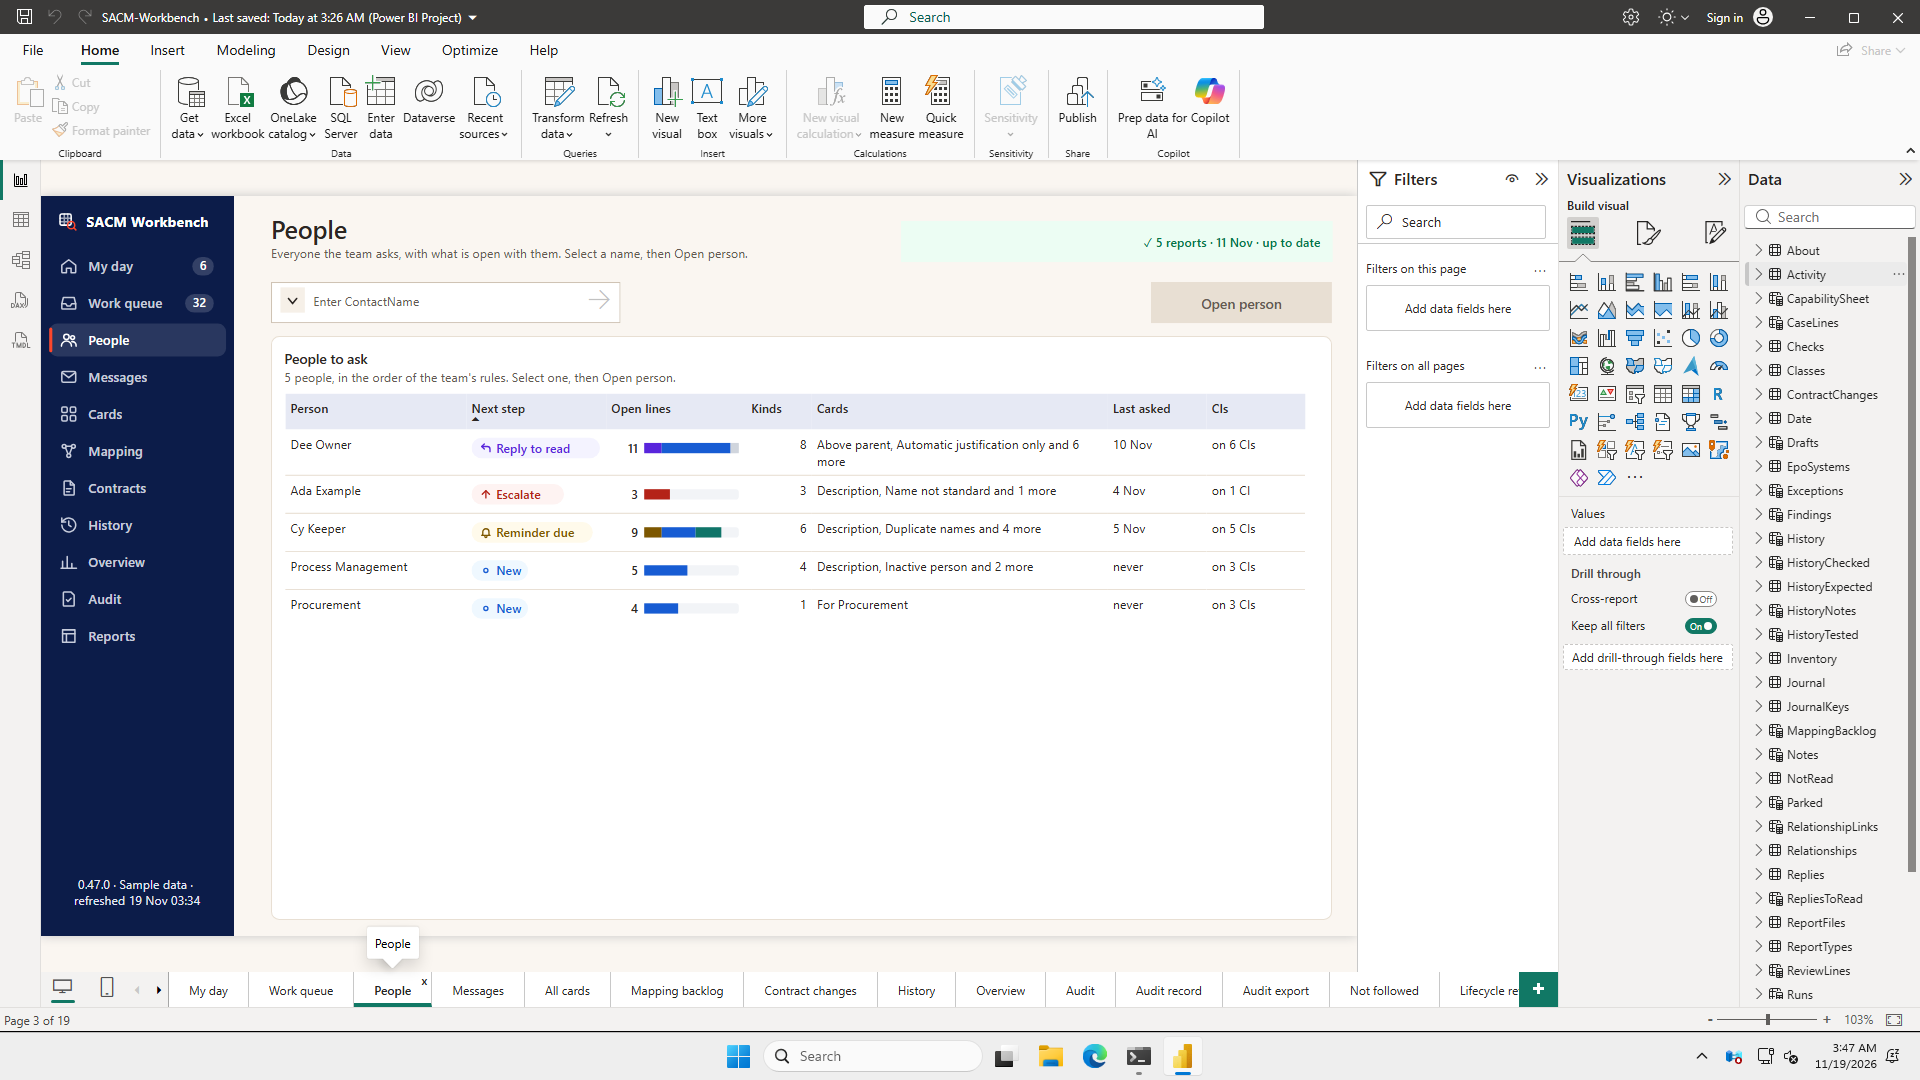 SACM-Workbench • Last saved: Today at 3:26 AM (Power BI Project)
Search
Sign in
File
Home
Insert
Modeling
Design
View
Optimize
Help
Share
Paste
Cut
Copy
Format painter
Clipboard
Get data
Excel workbook
OneLake catalog
SQL Server
Enter data
Dataverse
Recent sources
Data
Transform data
Refresh
Queries
New visual
Text box
More visuals
Insert
New visual calculation
New measure
Quick measure
Calculations
Sensitivity
Sensitivity
Publish
Share
Prep data for AI
Copilot
Copilot
SACM Workbench
My day 6
Work queue 32
People
Messages
Cards
Mapping
Contracts
History
Overview
Audit
Reports
0.47.0 · Sample data ·
refreshed 19 Nov 03:34
People
Everyone the team asks, with what is open with them. Select a name, then Open person.
✓ 5 reports · 11 Nov · up to date
Enter ContactName
Open person
People to ask
5 people, in the order of the team's rules. Select one, then Open person.
Person Next step Open lines Kinds Cards Last asked CIs
Dee Owner Reply to read 11 8 Above parent, Automatic justification only and 6 more 10 Nov on 6 CIs
Ada Example Escalate 3 3 Description, Name not standard and 1 more 4 Nov on 1 CI
Cy Keeper Reminder due 9 6 Description, Duplicate names and 4 more 5 Nov on 5 CIs
Process Management New 5 4 Description, Inactive person and 2 more never on 3 CIs
Procurement New 4 1 For Procurement never on 3 CIs
People
My day
Work queue
People x
Messages
All cards
Mapping backlog
Contract changes
History
Overview
Audit
Audit record
Audit export
Not followed
Lifecycle re
+
Page 3 of 19
- + 103%
Filters
Search
Filters on this page ...
Add data fields here
Filters on all pages ...
Add data fields here
Visualizations
Build visual
123
R
Py
...
Values
Add data fields here
Drill through
Cross-report Off
Keep all filters On
Add drill-through fields here
Data
Search
About
Activity ...
CapabilitySheet
CaseLines
Checks
Classes
ContractChanges
Date
Drafts
EpoSystems
Exceptions
Findings
History
HistoryChecked
HistoryExpected
HistoryNotes
HistoryTested
Inventory
Journal
JournalKeys
MappingBacklog
Notes
NotRead
Parked
RelationshipLinks
Relationships
Replies
RepliesToRead
ReportFiles
ReportTypes
ReviewLines
Runs
DAX
TMDL
Search
3:47 AM
11/19/2026